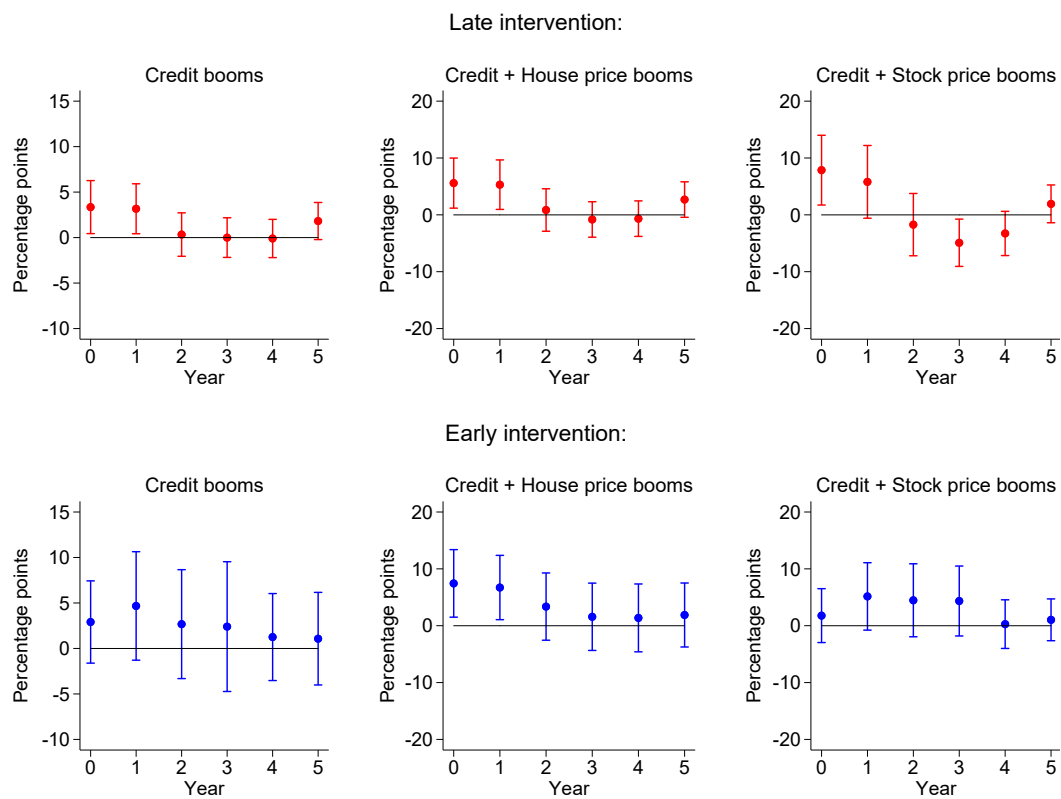 Late intervention:
Credit booms
Credit + House price booms
Credit + Stock price booms
Percentage points
15
10
5
0
-5
-10
0 1 2 3 4 5
Year
Percentage points
20
10
0
-10
-20
0 1 2 3 4 5
Year
Percentage points
20
10
0
-10
-20
0 1 2 3 4 5
Year
Early intervention:
Credit booms
Credit + House price booms
Credit + Stock price booms
Percentage points
15
10
5
0
-5
-10
0 1 2 3 4 5
Year
Percentage points
20
10
0
-10
-20
0 1 2 3 4 5
Year
Percentage points
20
10
0
-10
-20
0 1 2 3 4 5
Year